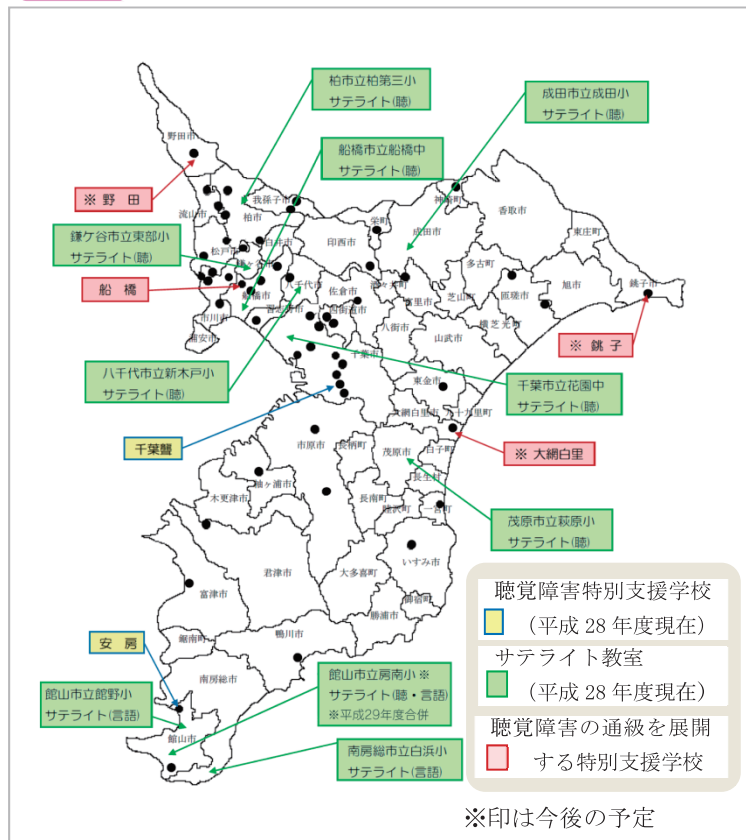 柏市立柏第三小
サテライト(聴)
成田市立成田小
サテライト(聴)
船橋市立船橋中
サテライト(聴)
野田市
※ 野 田
我孫子市
神崎町
香取市
流山市
柏市
栄町
成田市
東庄町
鎌ケ谷市立東部小
サテライト(聴)
白井市
印西市
松戸市
鎌ヶ谷市
多古町
船 橋
八千代市
佐倉市
酒々井町
富里市
芝山町
匝瑳市
旭市
銚子市
船橋市
習志野市
四街道市
八街市
横芝光町
市川市
浦安市
山武市
※ 銚 子
千葉市
八千代市立新木戸小
サテライト(聴)
東金市
千葉市立花園中
サテライト(聴)
大網白里市
九十九里町
千葉聾
市原市
長柄町
茂原市
白子町
※ 大網白里
袖ヶ浦市
長生村
木更津市
長南町
睦沢町
一宮町
茂原市立萩原小
サテライト(聴)
いすみ市
君津市
大多喜町
富津市
御宿町
勝浦市
鋸南町
鴨川市
安 房
南房総市
館山市立館野小
サテライト(言語)
館山市立房南小 ※
サテライト(聴・言語)
※平成29年度合併
館山市
南房総市立白浜小
サテライト(言語)
聴覚障害特別支援学校
(平成 28 年度現在)
サテライト教室
(平成 28 年度現在)
聴覚障害の通級を展開
する特別支援学校
※印は今後の予定